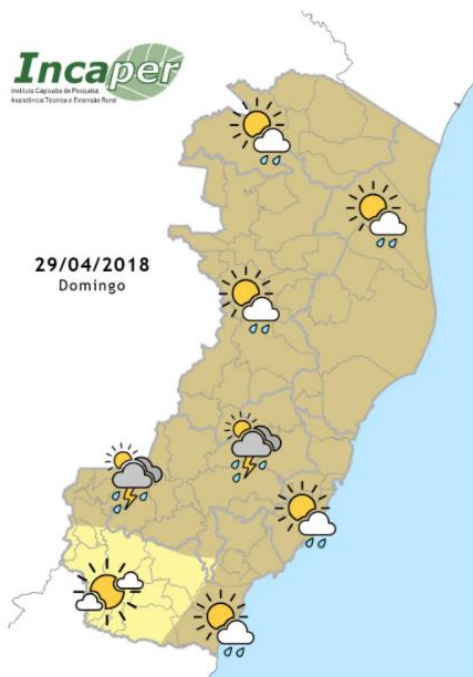 Incaper
Instituto Capixaba de Pesquisa,
Assistência Técnica e Extensão Rural
29/04/2018
Domingo